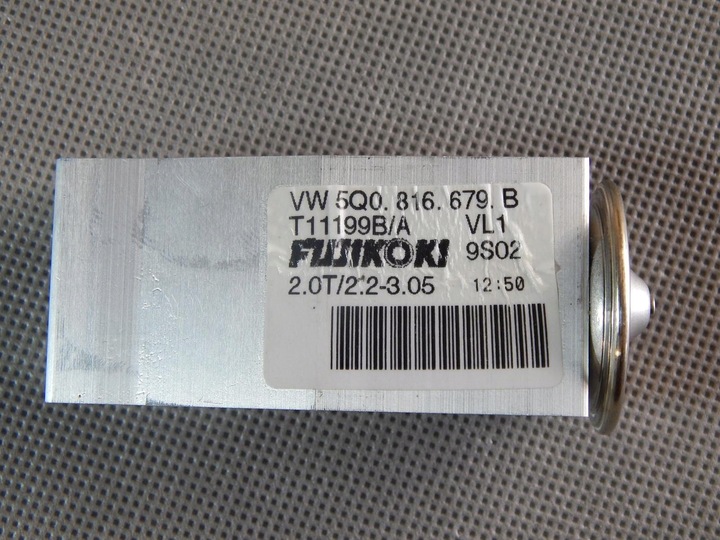 VW 5Q0. 816. 679. B
T11199B/A VL1
FUJIKOKI 9S02
2.0T/2.2-3.05 12:50